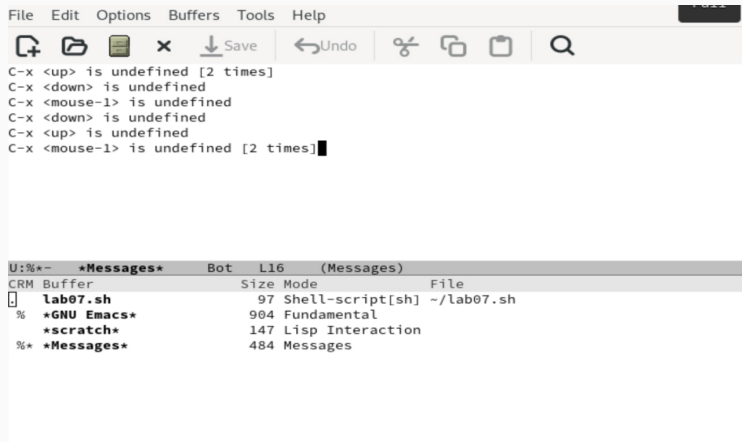 File Edit Options Buffers Tools Help
Save Undo
C-x <up> is undefined [2 times]
C-x <down> is undefined
C-x <mouse-1> is undefined
C-x <down> is undefined
C-x <up> is undefined
C-x <mouse-1> is undefined [2 times]
U:%*- *Messages* Bot L16 (Messages)
CRM Buffer Size Mode File
. lab07.sh 97 Shell-script[sh] ~/lab07.sh
% *GNU Emacs* 904 Fundamental
*scratch* 147 Lisp Interaction
%* *Messages* 484 Messages